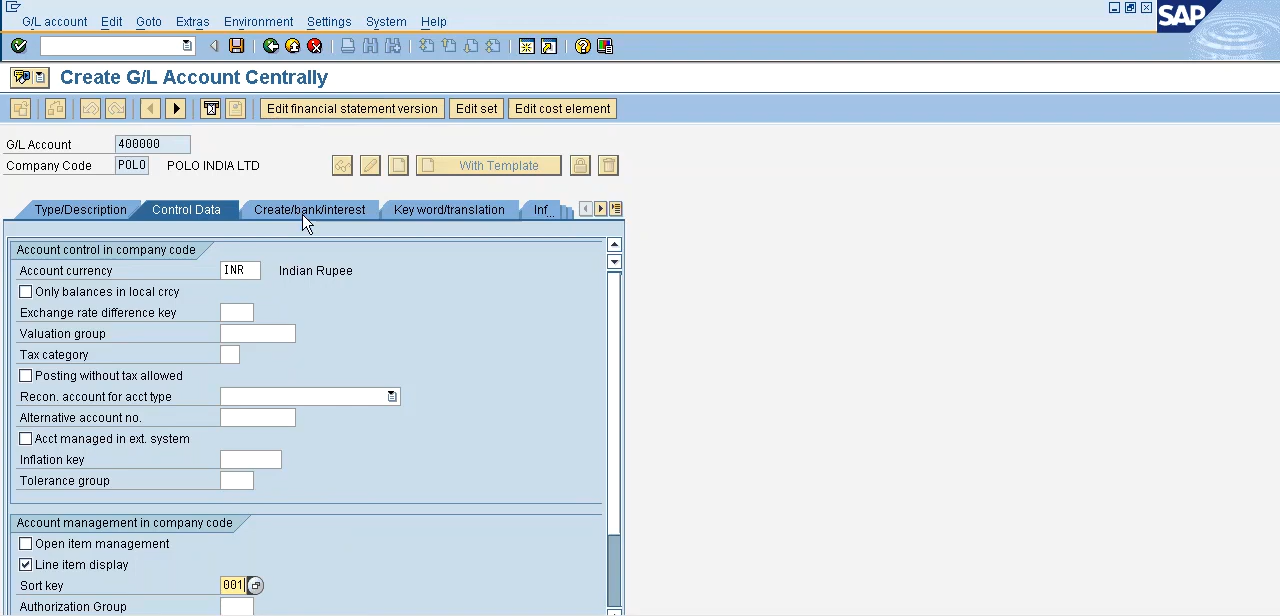 G/L account Edit Goto Extras Environment Settings System Help
SAP
Create G/L Account Centrally
Edit financial statement version Edit set Edit cost element
G/L Account 400000
Company Code POLO POLO INDIA LTD With Template
Type/Description Control Data Create/bank/interest Key word/translation Inf...
Account control in company code
Account currency INR Indian Rupee
Only balances in local crcy
Exchange rate difference key
Valuation group
Tax category
Posting without tax allowed
Recon. account for acct type
Alternative account no.
Acct managed in ext. system
Inflation key
Tolerance group
Account management in company code
Open item management
Line item display
Sort key 001
Authorization Group